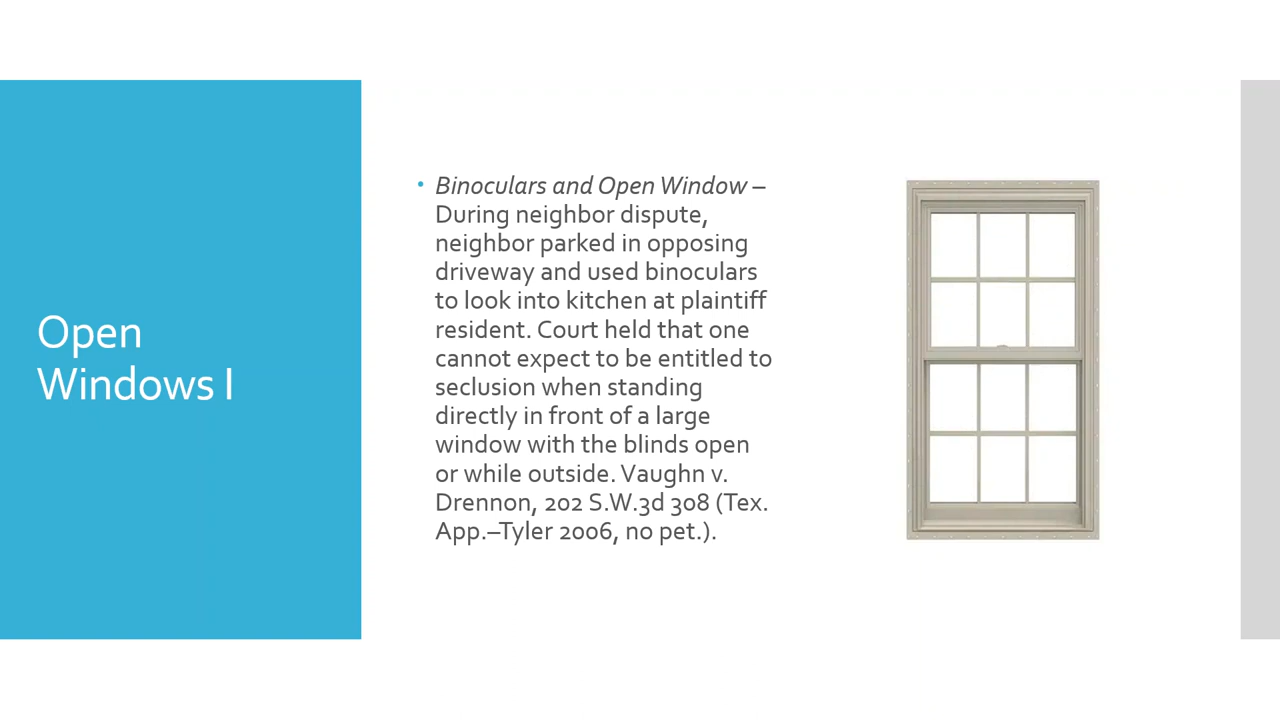 Open
Windows I
• Binoculars and Open Window –
During neighbor dispute,
neighbor parked in opposing
driveway and used binoculars
to look into kitchen at plaintiff
resident. Court held that one
cannot expect to be entitled to
seclusion when standing
directly in front of a large
window with the blinds open
or while outside. Vaughn v.
Drennon, 202 S.W.3d 308 (Tex.
App.–Tyler 2006, no pet.).